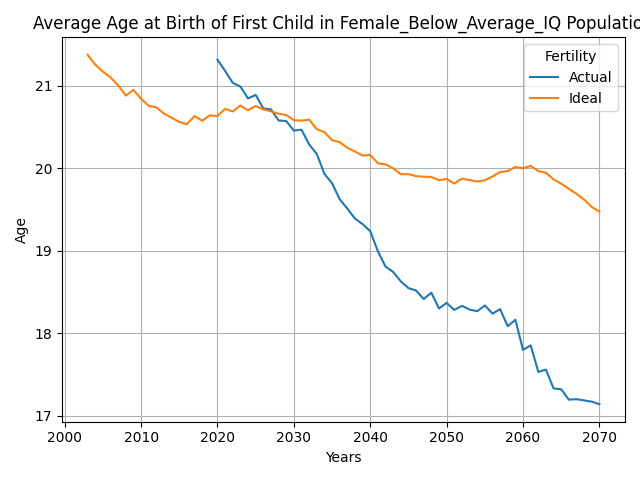 Average Age at Birth of First Child in Female_Below_Average_IQ Populatio
Fertility
Actual
Ideal
21
20
19
18
17
Age
2000 2010 2020 2030 2040 2050 2060 2070
Years